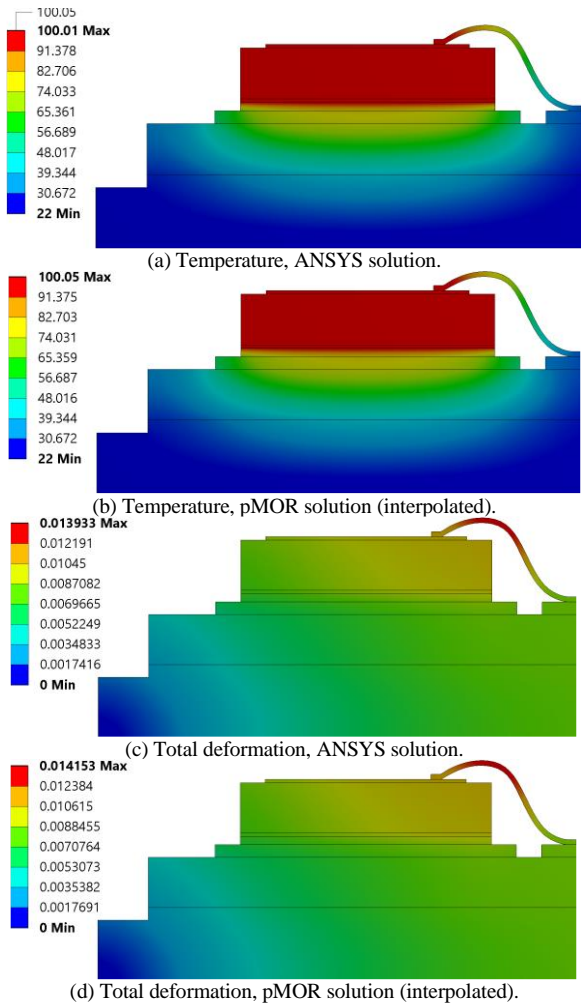 100.05
100.01 Max
91.378
82.706
74.033
65.361
56.689
48.017
39.344
30.672
22 Min
(a) Temperature, ANSYS solution.
100.05 Max
91.375
82.703
74.031
65.359
56.687
48.016
39.344
30.672
22 Min
(b) Temperature, pMOR solution (interpolated).
0.013933 Max
0.012191
0.01045
0.0087082
0.0069665
0.0052249
0.0034833
0.0017416
0 Min
(c) Total deformation, ANSYS solution.
0.014153 Max
0.012384
0.010615
0.0088455
0.0070764
0.0053073
0.0035382
0.0017691
0 Min
(d) Total deformation, pMOR solution (interpolated).